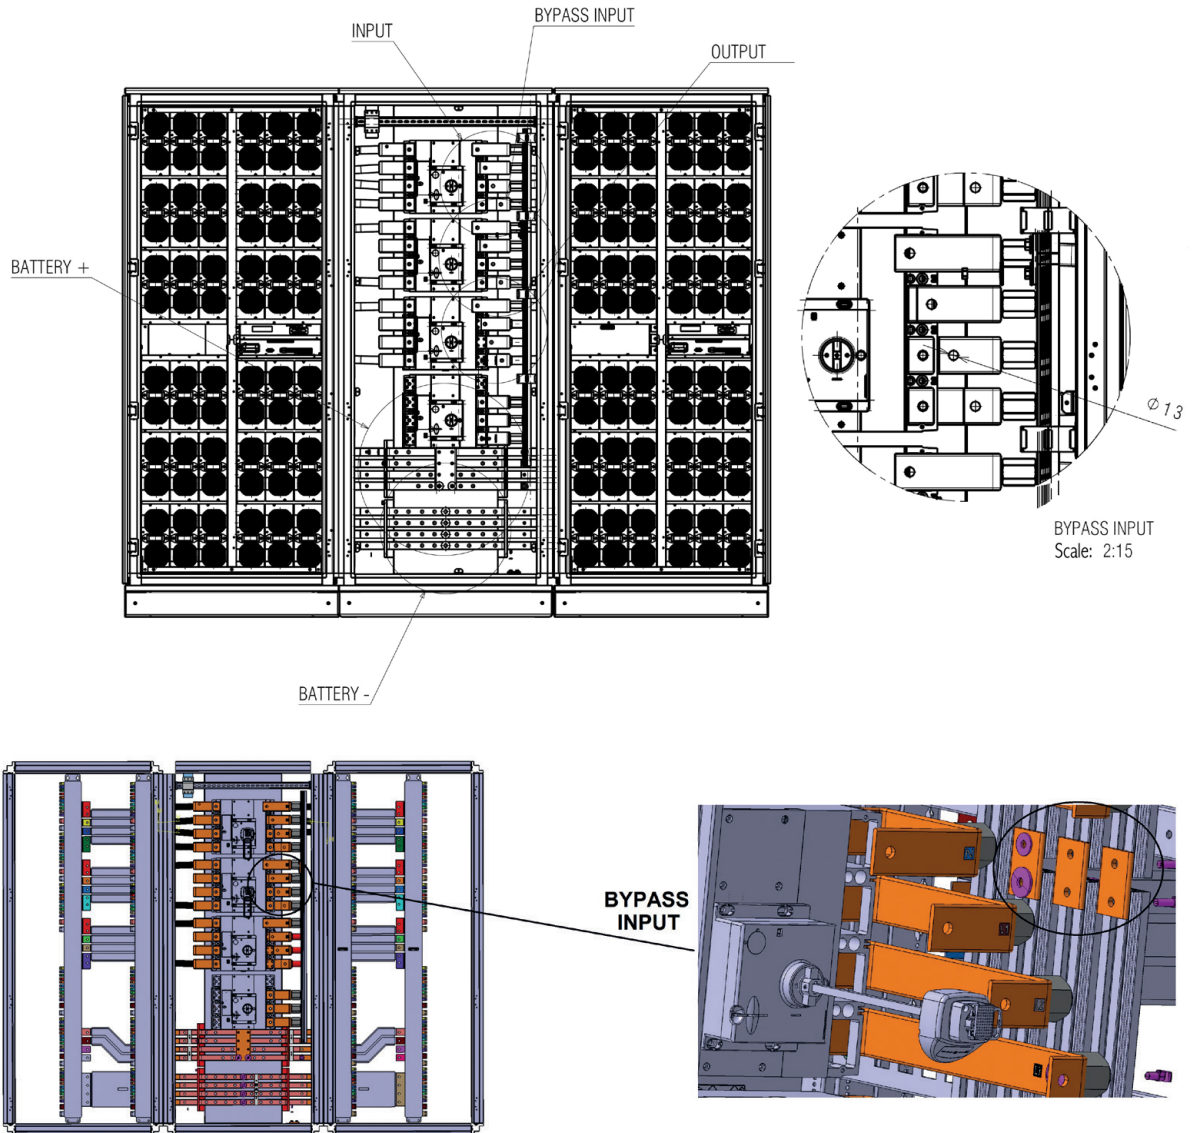 BYPASS INPUT
INPUT
OUTPUT
BATTERY +
Ø 13
BYPASS INPUT
Scale: 2:15
BATTERY -
BYPASS
INPUT